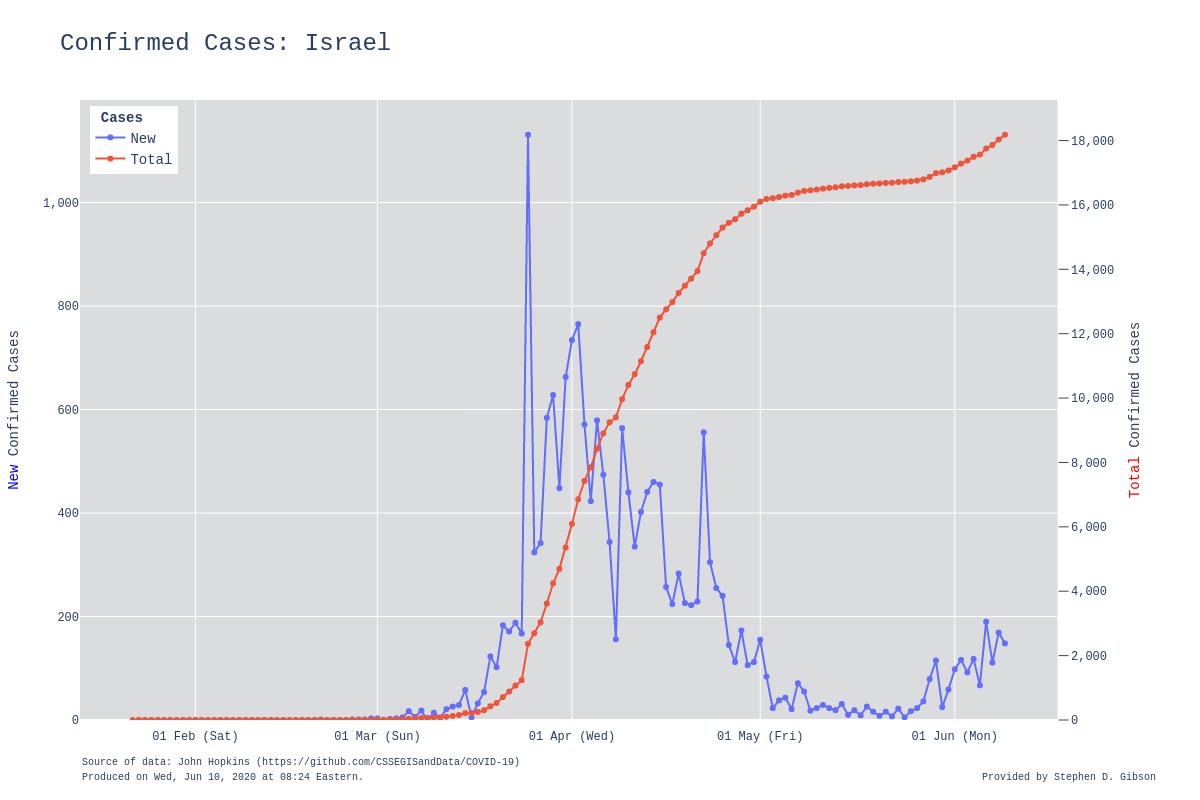 Confirmed Cases: Israel
Cases
New
Total
1,000
800
600
400
200
0
New Confirmed Cases
18,000
16,000
14,000
12,000
10,000
8,000
6,000
4,000
2,000
0
Total Confirmed Cases
01 Feb (Sat) 01 Mar (Sun) 01 Apr (Wed) 01 May (Fri) 01 Jun (Mon)
Source of data: John Hopkins (https://github.com/CSSEGISandData/COVID-19)
Produced on Wed, Jun 10, 2020 at 08:24 Eastern.
Provided by Stephen D. Gibson